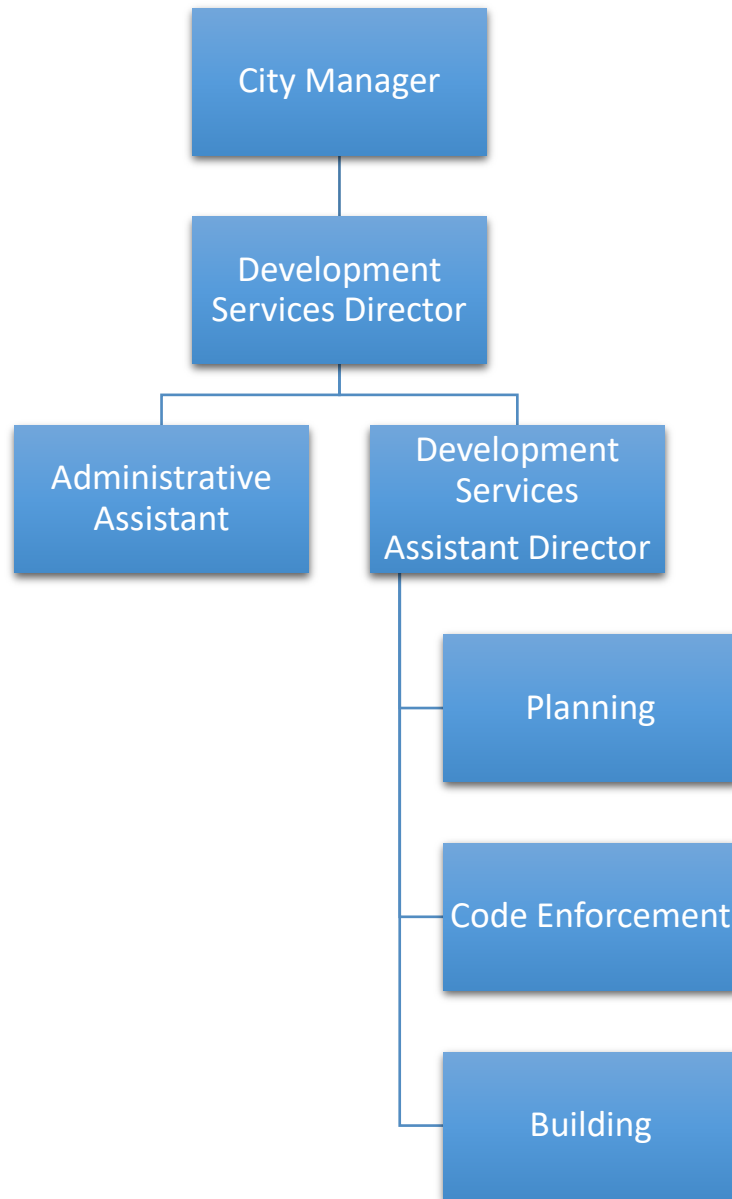 City Manager
Development
Services Director
Administrative
Assistant
Development
Services
Assistant Director
Planning
Code Enforcement
Building